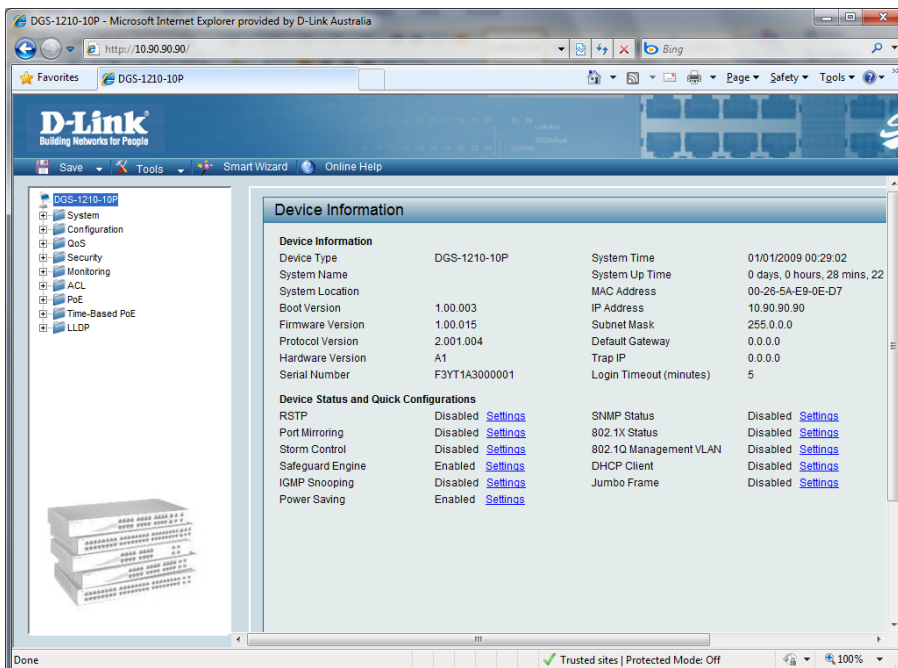 DGS-1210-10P - Microsoft Internet Explorer provided by D-Link Australia
http://10.90.90.90/
Bing
Favorites
DGS-1210-10P
Page Safety Tools
D-Link
Building Networks for People
Save Tools Smart Wizard Online Help
DGS-1210-10P
System
Configuration
QoS
Security
Monitoring
ACL
PoE
Time-Based PoE
LLDP
Device Information
Device Information
Device Type DGS-1210-10P System Time 01/01/2009 00:29:02
System Name System Up Time 0 days, 0 hours, 28 mins, 22
System Location MAC Address 00-26-5A-E9-0E-D7
Boot Version 1.00.003 IP Address 10.90.90.90
Firmware Version 1.00.015 Subnet Mask 255.0.0.0
Protocol Version 2.001.004 Default Gateway 0.0.0.0
Hardware Version A1 Trap IP 0.0.0.0
Serial Number F3YT1A3000001 Login Timeout (minutes) 5
Device Status and Quick Configurations
RSTP Disabled Settings SNMP Status Disabled Settings
Port Mirroring Disabled Settings 802.1X Status Disabled Settings
Storm Control Disabled Settings 802.1Q Management VLAN Disabled Settings
Safeguard Engine Enabled Settings DHCP Client Disabled Settings
IGMP Snooping Disabled Settings Jumbo Frame Disabled Settings
Power Saving Enabled Settings
Done
Trusted sites | Protected Mode: Off
100%